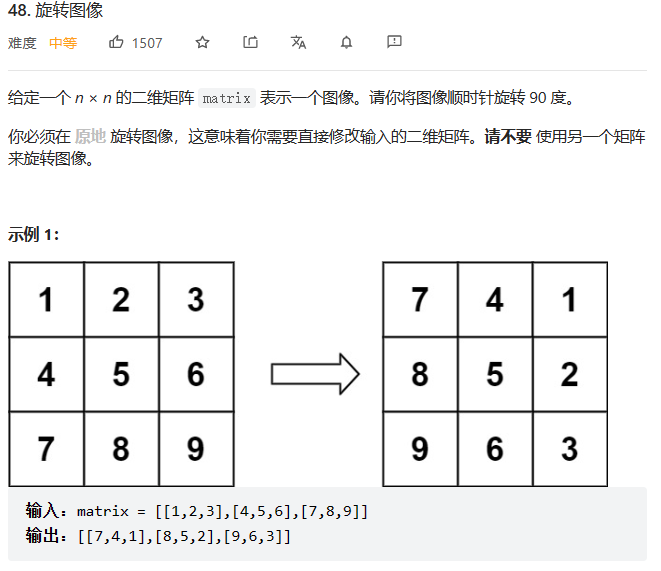 48. 旋转图像
难度 中等 1507
给定一个 n × n 的二维矩阵 matrix 表示一个图像。请你将图像顺时针旋转 90 度。
你必须在 原地 旋转图像，这意味着你需要直接修改输入的二维矩阵。请不要 使用另一个矩阵
来旋转图像。
示例 1：
1 2 3 7 4 1
4 5 6 8 5 2
7 8 9 9 6 3
输入：matrix = [[1,2,3],[4,5,6],[7,8,9]]
输出：[[7,4,1],[8,5,2],[9,6,3]]